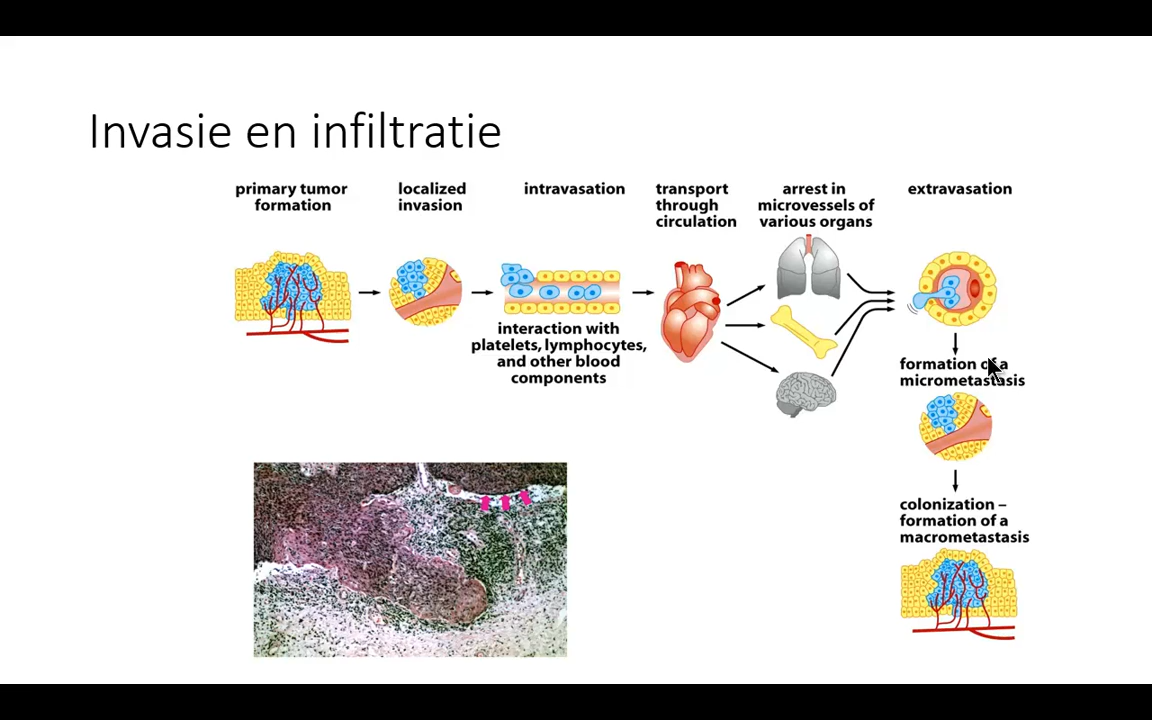 Invasie en infiltratie
primary tumor
formation
localized
invasion
intravasation
transport
through
circulation
arrest in
microvessels of
various organs
extravasation
interaction with
platelets, lymphocytes,
and other blood
components
formation of a
micrometastasis
colonization –
formation of a
macrometastasis